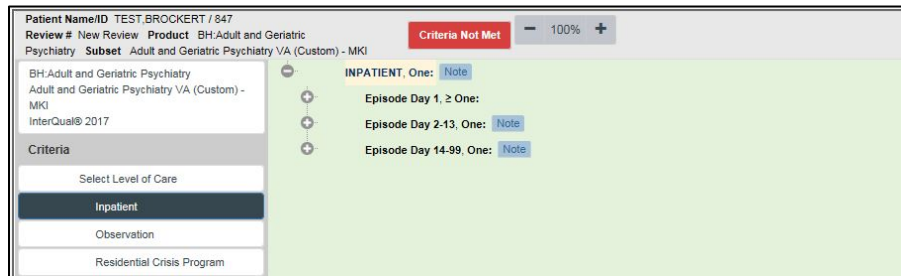 Patient Name/ID TEST,BROCKERT / 847
Review # New Review Product BH:Adult and Geriatric
Psychiatry Subset Adult and Geriatric Psychiatry VA (Custom) - MKI
Criteria Not Met
100%
BH:Adult and Geriatric Psychiatry
Adult and Geriatric Psychiatry VA (Custom) -
MKI
InterQual® 2017
Criteria
Select Level of Care
Inpatient
Observation
Residential Crisis Program
INPATIENT, One: Note
Episode Day 1, ≥ One:
Episode Day 2-13, One: Note
Episode Day 14-99, One: Note